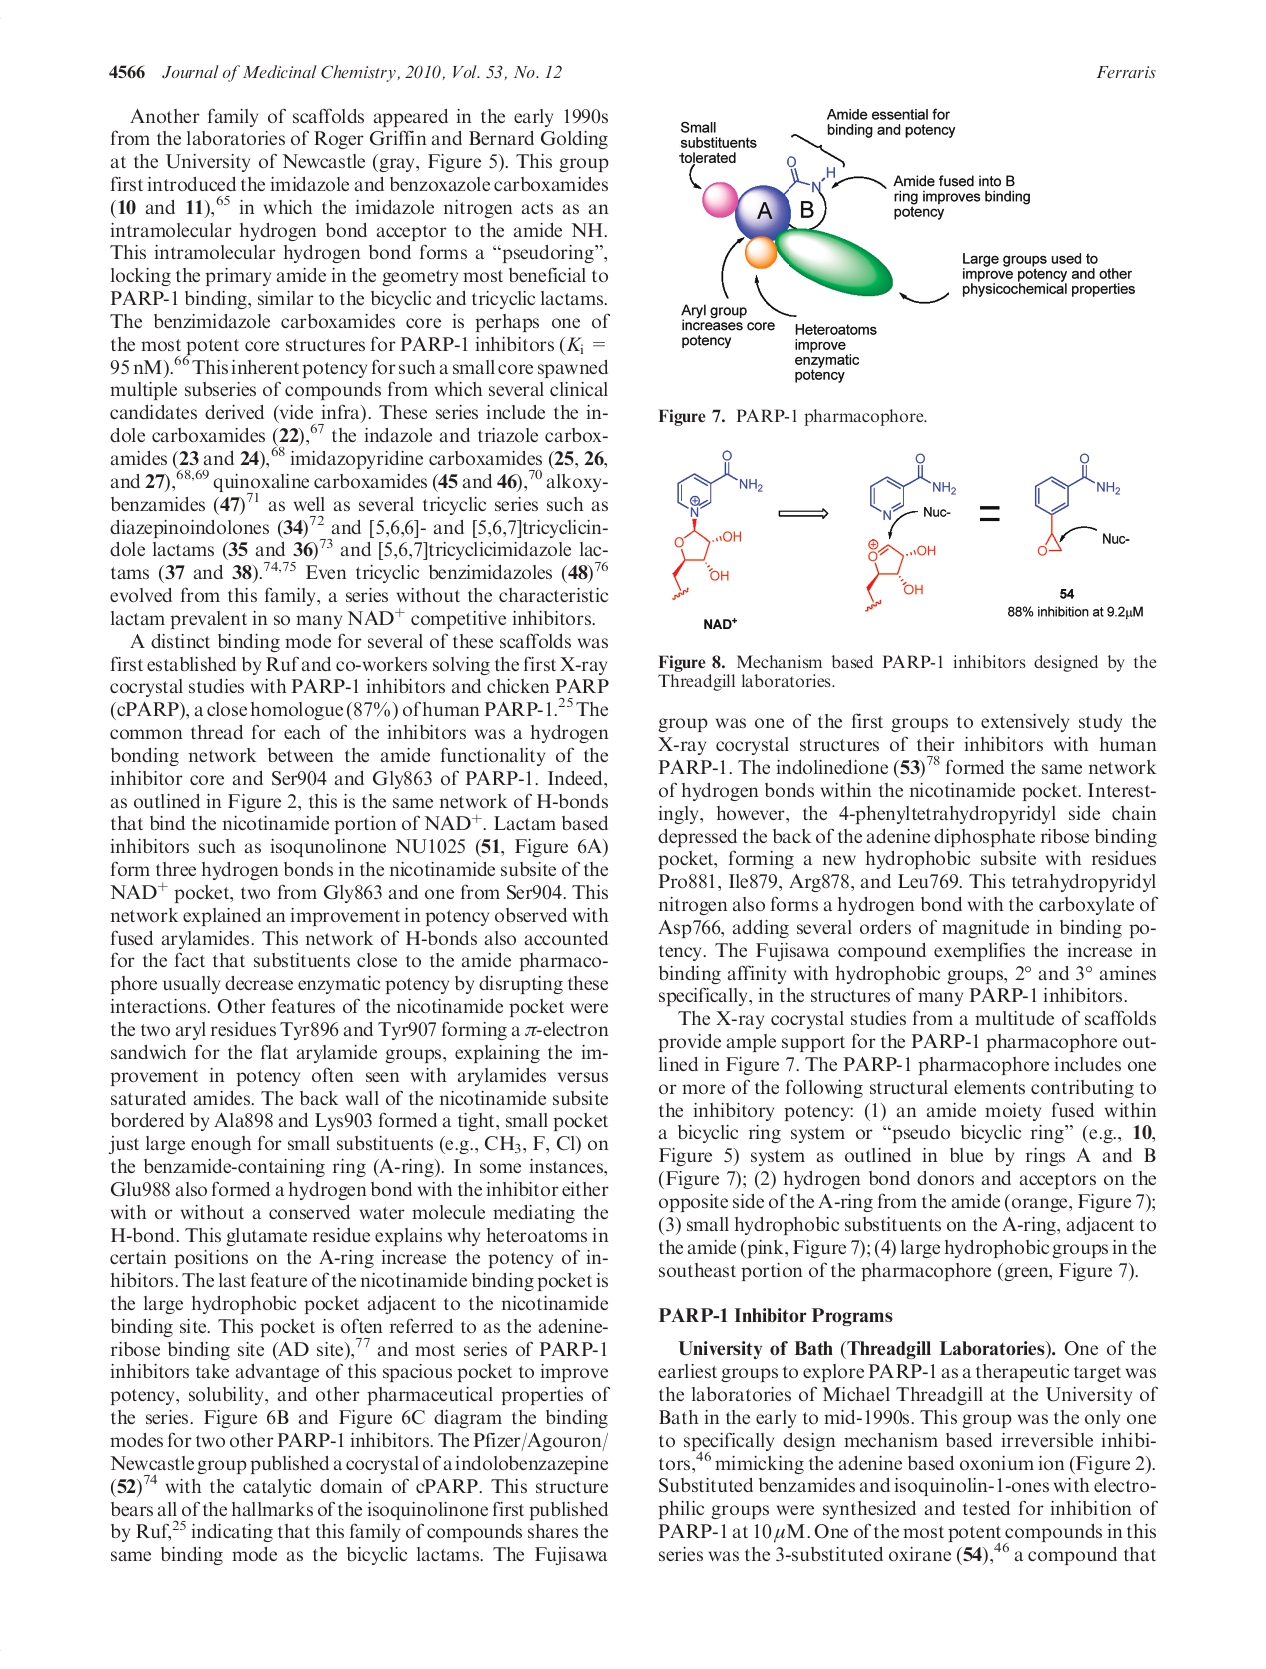 4566 Journal of Medicinal Chemistry, 2010, Vol. 53, No. 12
Ferraris
Another family of scaffolds appeared in the early 1990s
from the laboratories of Roger Griffin and Bernard Golding
at the University of Newcastle (gray, Figure 5). This group
first introduced the imidazole and benzoxazole carboxamides
(10 and 11),65 in which the imidazole nitrogen acts as an
intramolecular hydrogen bond acceptor to the amide NH.
This intramolecular hydrogen bond forms a “pseudoring”,
locking the primary amide in the geometry most beneficial to
PARP-1 binding, similar to the bicyclic and tricyclic lactams.
The benzimidazole carboxamides core is perhaps one of
the most potent core structures for PARP-1 inhibitors (Ki =
95 nM).66 This inherent potency for such a small core spawned
multiple subseries of compounds from which several clinical
candidates derived (vide infra). These series include the in-
dole carboxamides (22),67 the indazole and triazole carbox-
amides (23 and 24),68 imidazopyridine carboxamides (25, 26,
and 27),68,69 quinoxaline carboxamides (45 and 46),70 alkoxy-
benzamides (47)71 as well as several tricyclic series such as
diazepinoindolones (34)72 and [5,6,6]- and [5,6,7]tricyclicin-
dole lactams (35 and 36)73 and [5,6,7]tricyclicimidazole lac-
tams (37 and 38).74,75 Even tricyclic benzimidazoles (48)76
evolved from this family, a series without the characteristic
lactam prevalent in so many NAD+ competitive inhibitors.
A distinct binding mode for several of these scaffolds was
first established by Ruf and co-workers solving the first X-ray
cocrystal studies with PARP-1 inhibitors and chicken PARP
(cPARP), a close homologue (87%) of human PARP-1.25 The
common thread for each of the inhibitors was a hydrogen
bonding network between the amide functionality of the
inhibitor core and Ser904 and Gly863 of PARP-1. Indeed,
as outlined in Figure 2, this is the same network of H-bonds
that bind the nicotinamide portion of NAD+. Lactam based
inhibitors such as isoqunolinone NU1025 (51, Figure 6A)
form three hydrogen bonds in the nicotinamide subsite of the
NAD+ pocket, two from Gly863 and one from Ser904. This
network explained an improvement in potency observed with
fused arylamides. This network of H-bonds also accounted
for the fact that substituents close to the amide pharmaco-
phore usually decrease enzymatic potency by disrupting these
interactions. Other features of the nicotinamide pocket were
the two aryl residues Tyr896 and Tyr907 forming a π-electron
sandwich for the flat arylamide groups, explaining the im-
provement in potency often seen with arylamides versus
saturated amides. The back wall of the nicotinamide subsite
bordered by Ala898 and Lys903 formed a tight, small pocket
just large enough for small substituents (e.g., CH3, F, Cl) on
the benzamide-containing ring (A-ring). In some instances,
Glu988 also formed a hydrogen bond with the inhibitor either
with or without a conserved water molecule mediating the
H-bond. This glutamate residue explains why heteroatoms in
certain positions on the A-ring increase the potency of in-
hibitors. The last feature of the nicotinamide binding pocket is
the large hydrophobic pocket adjacent to the nicotinamide
binding site. This pocket is often referred to as the adenine-
ribose binding site (AD site),77 and most series of PARP-1
inhibitors take advantage of this spacious pocket to improve
potency, solubility, and other pharmaceutical properties of
the series. Figure 6B and Figure 6C diagram the binding
modes for two other PARP-1 inhibitors. The Pfizer/Agouron/
Newcastle group published a cocrystal of a indolobenzazepine
(52)74 with the catalytic domain of cPARP. This structure
bears all of the hallmarks of the isoquinolinone first published
by Ruf,25 indicating that this family of compounds shares the
same binding mode as the bicyclic lactams. The Fujisawa
Small
substituents
tolerated
Amide essential for
binding and potency
O
N
H
A
B
Amide fused into B
ring improves binding
potency
Large groups used to
improve potency and other
physicochemical properties
Aryl group
increases core
potency
Heteroatoms
improve
enzymatic
potency
Figure 7. PARP-1 pharmacophore.
O
NH2
N
O
OH
OH
NAD+
O
NH2
N
Nuc-
O
OH
OH
=
O
NH2
Nuc-
O
54
88% inhibition at 9.2µM
Figure 8. Mechanism based PARP-1 inhibitors designed by the
Threadgill laboratories.
group was one of the first groups to extensively study the
X-ray cocrystal structures of their inhibitors with human
PARP-1. The indolinedione (53)78 formed the same network
of hydrogen bonds within the nicotinamide pocket. Interest-
ingly, however, the 4-phenyltetrahydropyridyl side chain
depressed the back of the adenine diphosphate ribose binding
pocket, forming a new hydrophobic subsite with residues
Pro881, Ile879, Arg878, and Leu769. This tetrahydropyridyl
nitrogen also forms a hydrogen bond with the carboxylate of
Asp766, adding several orders of magnitude in binding po-
tency. The Fujisawa compound exemplifies the increase in
binding affinity with hydrophobic groups, 2° and 3° amines
specifically, in the structures of many PARP-1 inhibitors.
The X-ray cocrystal studies from a multitude of scaffolds
provide ample support for the PARP-1 pharmacophore out-
lined in Figure 7. The PARP-1 pharmacophore includes one
or more of the following structural elements contributing to
the inhibitory potency: (1) an amide moiety fused within
a bicyclic ring system or “pseudo bicyclic ring” (e.g., 10,
Figure 5) system as outlined in blue by rings A and B
(Figure 7); (2) hydrogen bond donors and acceptors on the
opposite side of the A-ring from the amide (orange, Figure 7);
(3) small hydrophobic substituents on the A-ring, adjacent to
the amide (pink, Figure 7); (4) large hydrophobic groups in the
southeast portion of the pharmacophore (green, Figure 7).
PARP-1 Inhibitor Programs
University of Bath (Threadgill Laboratories). One of the
earliest groups to explore PARP-1 as a therapeutic target was
the laboratories of Michael Threadgill at the University of
Bath in the early to mid-1990s. This group was the only one
to specifically design mechanism based irreversible inhibi-
tors,46 mimicking the adenine based oxonium ion (Figure 2).
Substituted benzamides and isoquinolin-1-ones with electro-
philic groups were synthesized and tested for inhibition of
PARP-1 at 10 µM. One of the most potent compounds in this
series was the 3-substituted oxirane (54),46 a compound that